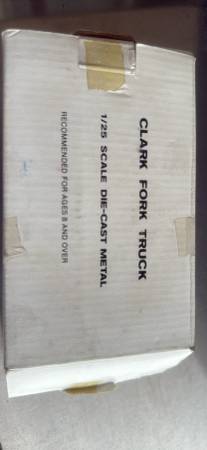 CLARK FORK TRUCK
1/25 SCALE DIE-CAST METAL
RECOMMENDED FOR AGES 8 AND OVER